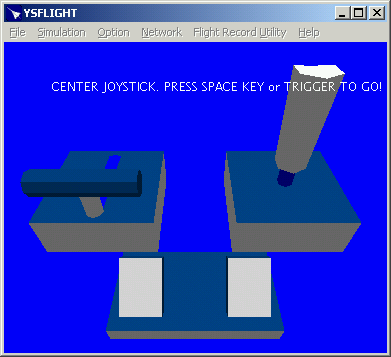 YSFLIGHT
File Simulation Option Network Flight Record Utility Help
CENTER JOYSTICK. PRESS SPACE KEY or TRIGGER TO GO!